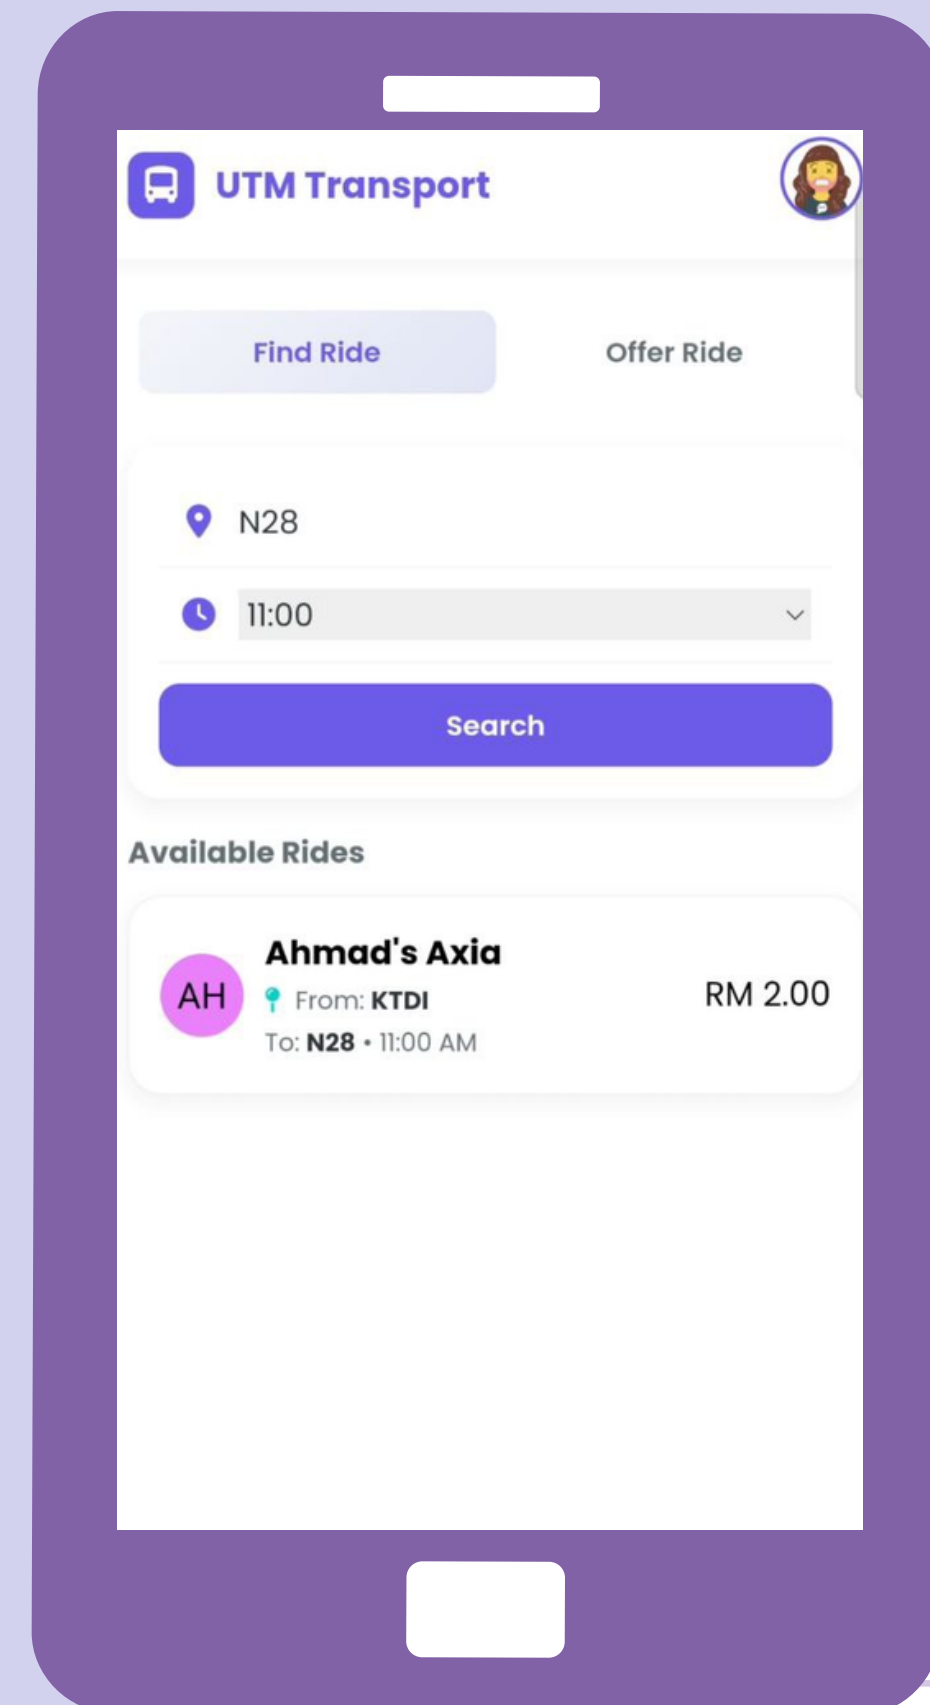 UTM Transport
Find Ride
Offer Ride
N28
11:00
Search
Available Rides
AH
Ahmad's Axia
From: KTDI
To: N28 • 11:00 AM
RM 2.00